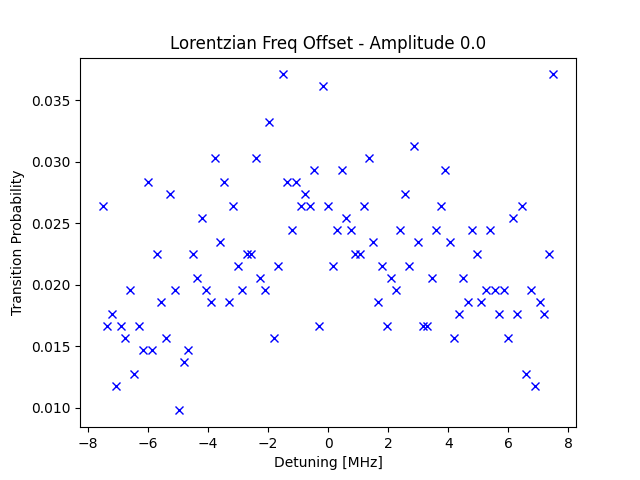 Lorentzian Freq Offset - Amplitude 0.0
Transition Probability
0.035
0.030
0.025
0.020
0.015
0.010
−8 −6 −4 −2 0 2 4 6 8
Detuning [MHz]